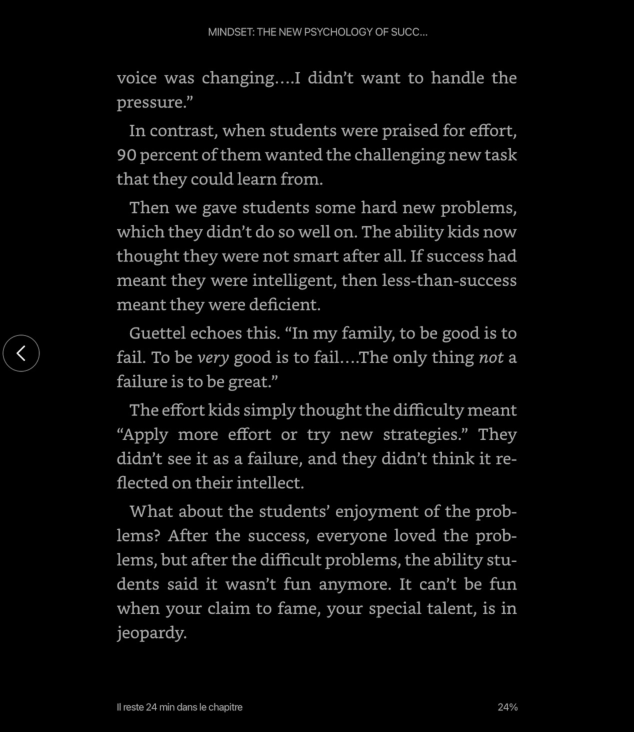 MINDSET: THE NEW PSYCHOLOGY OF SUCC...
voice was changing....I didn’t want to handle the
pressure.”
In contrast, when students were praised for effort,
90 percent of them wanted the challenging new task
that they could learn from.
Then we gave students some hard new problems,
which they didn’t do so well on. The ability kids now
thought they were not smart after all. If success had
meant they were intelligent, then less-than-success
meant they were deficient.
Guettel echoes this. “In my family, to be good is to
fail. To be very good is to fail....The only thing not a
failure is to be great.”
The effort kids simply thought the difficulty meant
“Apply more effort or try new strategies.” They
didn’t see it as a failure, and they didn’t think it re-
flected on their intellect.
What about the students’ enjoyment of the prob-
lems? After the success, everyone loved the prob-
lems, but after the difficult problems, the ability stu-
dents said it wasn’t fun anymore. It can’t be fun
when your claim to fame, your special talent, is in
jeopardy.
Il reste 24 min dans le chapitre
24%